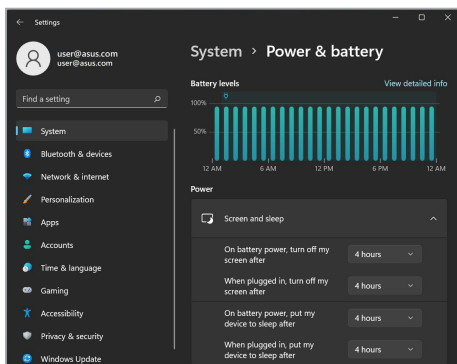 Settings
user@asus.com
user@asus.com
Find a setting
System
Bluetooth & devices
Network & internet
Personalization
Apps
Accounts
Time & language
Gaming
Accessibility
Privacy & security
Windows Update
System > Power & battery
Battery levels
View detailed info
100%
50%
12 AM 6 AM 12 PM 6 PM 12 AM
Power
Screen and sleep
On battery power, turn off my
screen after
4 hours
When plugged in, turn off my
screen after
4 hours
On battery power, put my
device to sleep after
4 hours
When plugged in, put my
device to sleep after
4 hours